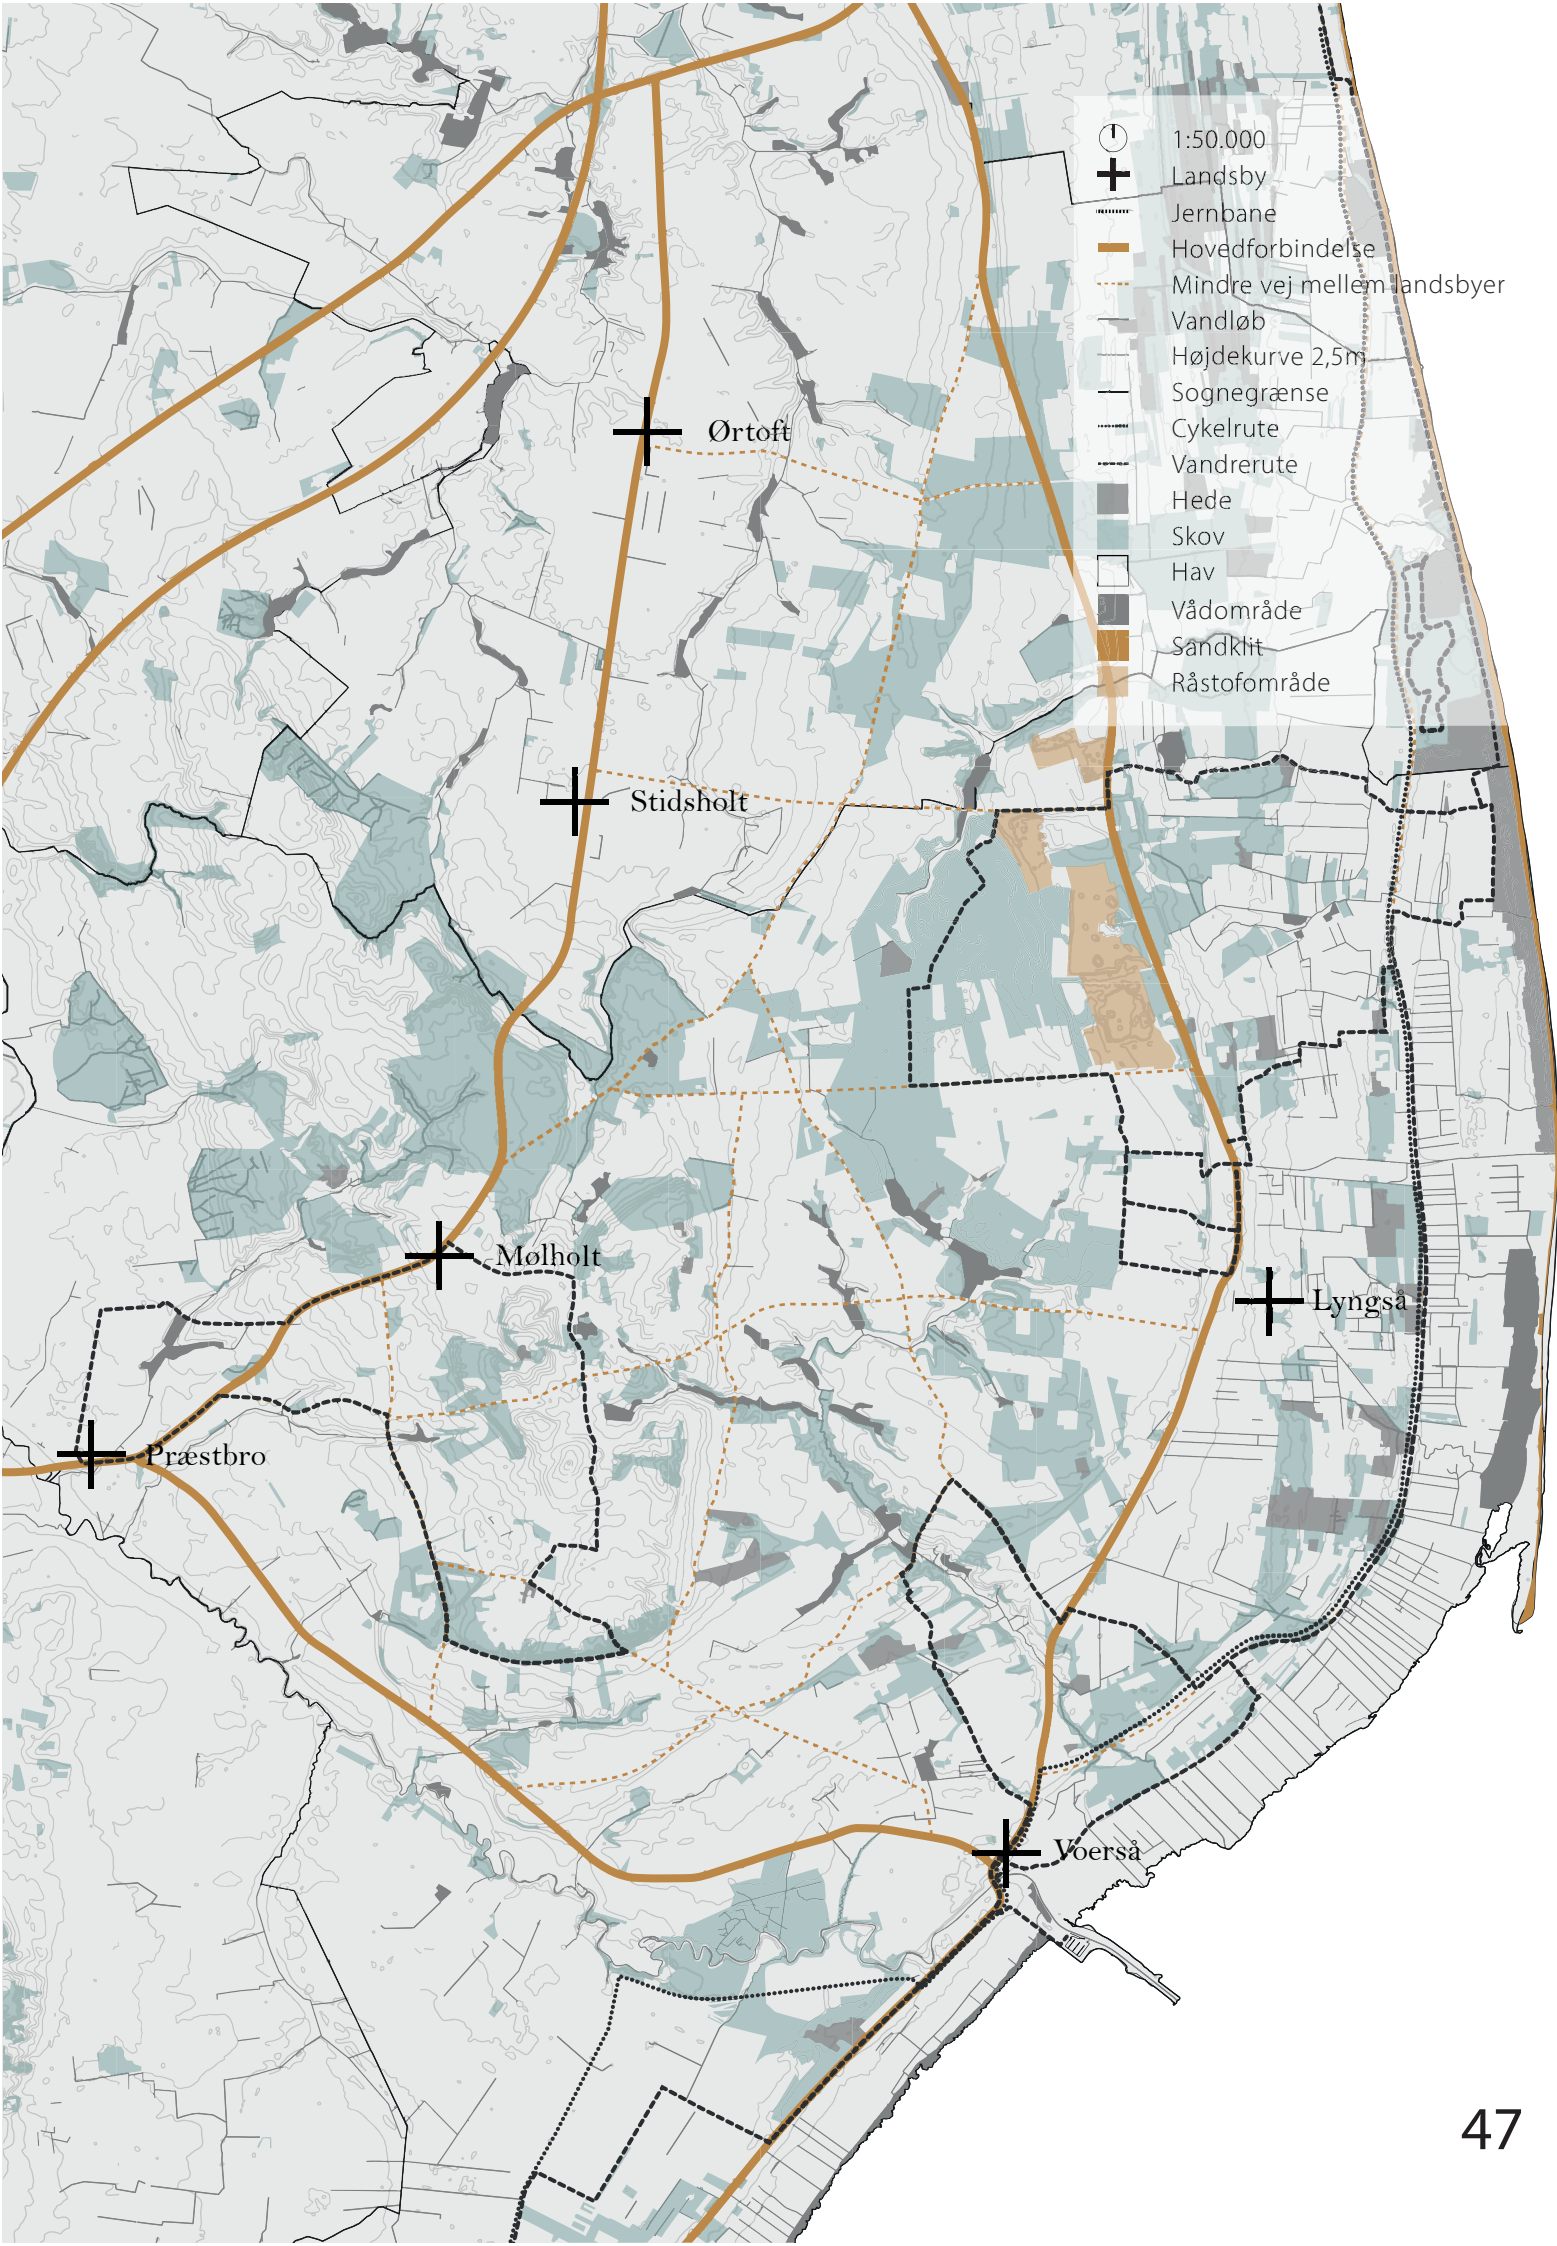 1:50.000
Landsby
Jernbane
Hovedforbindelse
Mindre vej mellem landsbyer
Vandløb
Højdekurve 2,5m
Sognegrænse
Cykelrute
Vandrerute
Hede
Skov
Hav
Vådområde
Sandklit
Råstofområde
Ørtoft
Stidsholt
Mølholt
Lyngså
Præstbro
Voerså
47